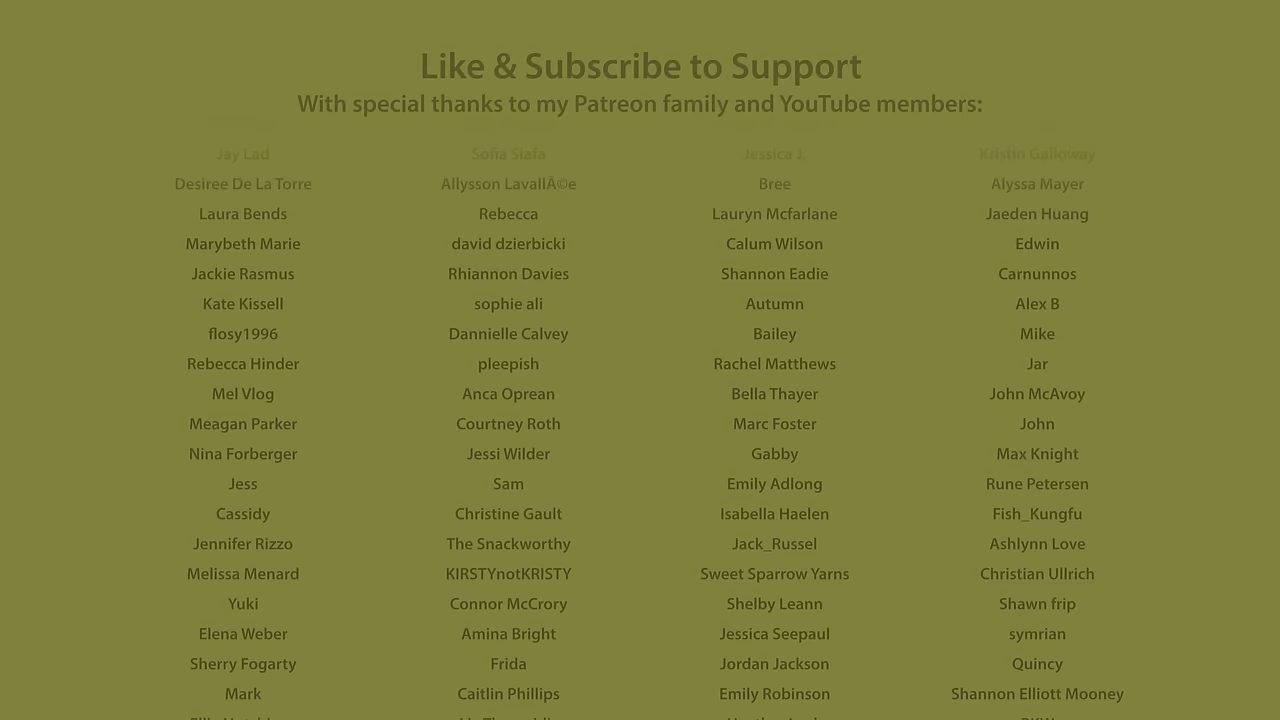 Like & Subscribe to Support
With special thanks to my Patreon family and YouTube members:
Jay Lad Sofia Siafa Jessica J. Kristin Galloway
Desiree De La Torre Allysson LavallÃ©e Bree Alyssa Mayer
Laura Bends Rebecca Lauryn Mcfarlane Jaeden Huang
Marybeth Marie david dzierbicki Calum Wilson Edwin
Jackie Rasmus Rhiannon Davies Shannon Eadie Carnunnos
Kate Kissell sophie ali Autumn Alex B
flosy1996 Dannielle Calvey Bailey Mike
Rebecca Hinder pleepish Rachel Matthews Jar
Mel Vlog Anca Oprean Bella Thayer John McAvoy
Meagan Parker Courtney Roth Marc Foster John
Nina Forberger Jessi Wilder Gabby Max Knight
Jess Sam Emily Adlong Rune Petersen
Cassidy Christine Gault Isabella Haelen Fish_Kungfu
Jennifer Rizzo The Snackworthy Jack_Russel Ashlynn Love
Melissa Menard KIRSTYnotKRISTY Sweet Sparrow Yarns Christian Ullrich
Yuki Connor McCrory Shelby Leann Shawn frip
Elena Weber Amina Bright Jessica Seepaul symrian
Sherry Fogarty Frida Jordan Jackson Quincy
Mark Caitlin Phillips Emily Robinson Shannon Elliott Mooney